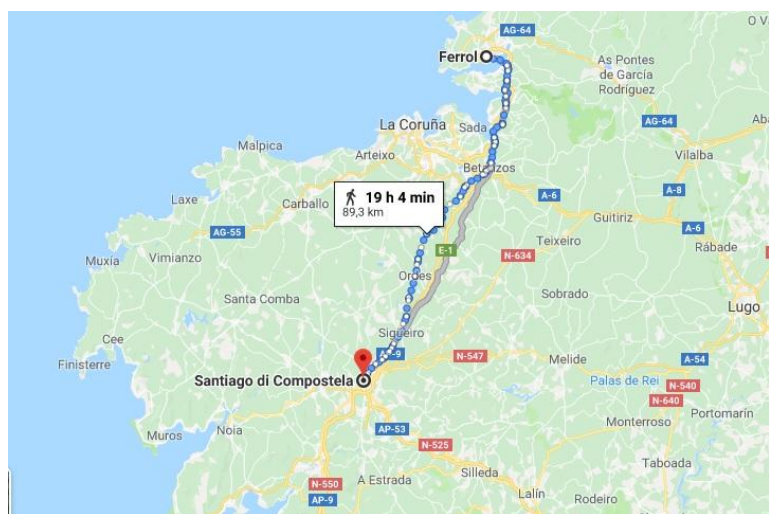 AG-64
O V
Ferrol
As Pontes
de García
Rodríguez
La Coruña
Sada
AG-64
Malpica
Arteixo
Betanzos
Vilalba
19 h 4 min
89,3 km
Carballo
A-6
A-8
Laxe
Guitiriz
A-6
AG-55
E-1
Teixeiro
Rábade
Muxía
Vimianzo
N-634
Ordes
Santa Comba
Sobrado
Lugo
Cee
Sigüeiro
Finisterre
AP-9
N-547
Melide
A-54
Santiago di Compostela
Palas de Rei
N-540
N-640
Portomarín
Noia
Monterroso
Muros
AP-53
N-525
Taboada
Silleda
N-550
A Estrada
Lalín
AP-9
Rodeiro